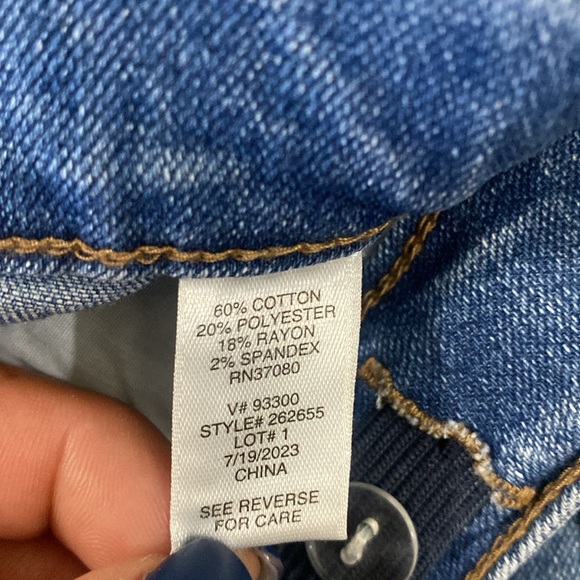 60% COTTON
20% POLYESTER
18% RAYON
2% SPANDEX
RN37080
V# 93300
STYLE# 262655
LOT# 1
7/19/2023
CHINA
SEE REVERSE
FOR CARE